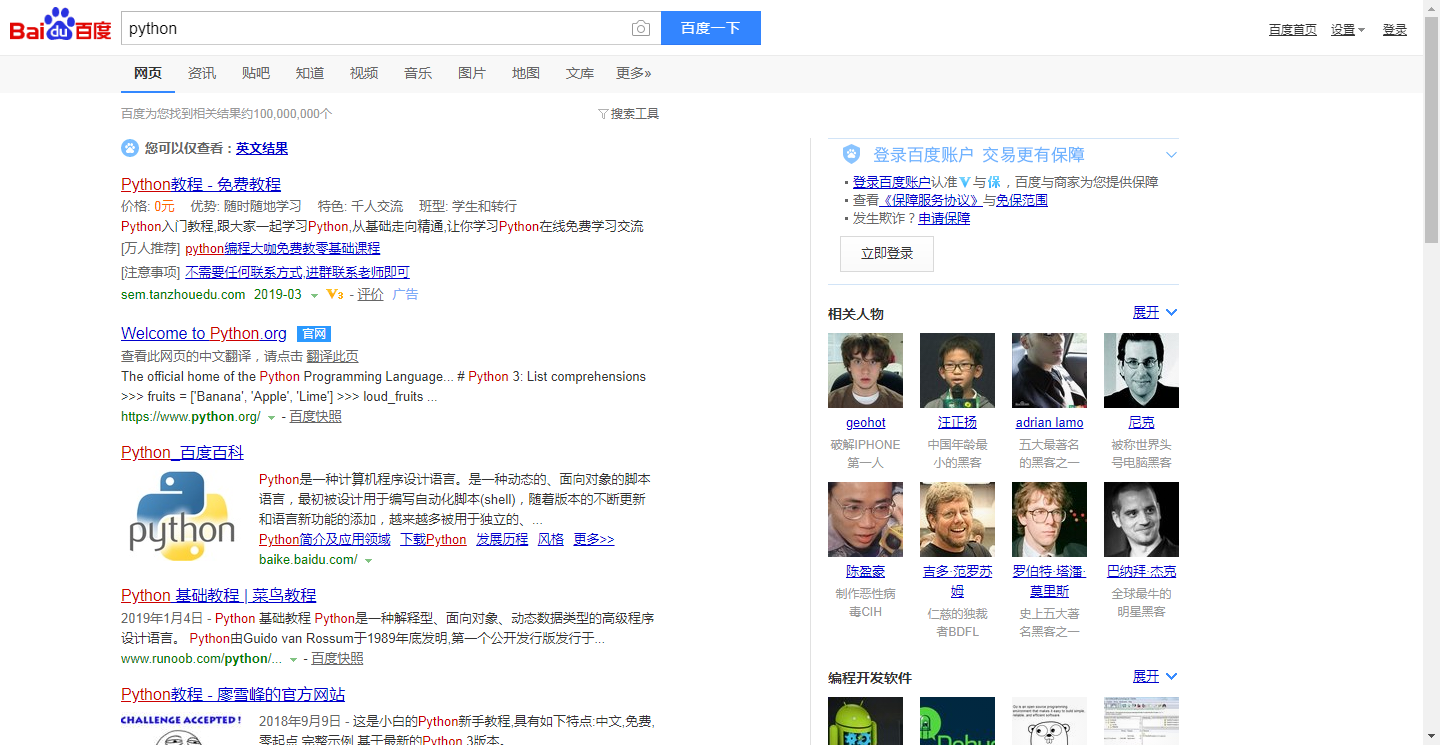 Bai du 百度
python
百度一下
百度首页 设置 登录
网页 资讯 贴吧 知道 视频 音乐 图片 地图 文库 更多»
百度为您找到相关结果约100,000,000个
搜索工具
您可以仅查看：英文结果
Python教程 - 免费教程
价格: 0元 优势: 随时随地学习 特色: 千人交流 班型: 学生和转行
Python入门教程,跟大家一起学习Python,从基础走向精通,让你学习Python在线免费学习交流
[万人推荐] python编程大咖免费教零基础课程
[注意事项] 不需要任何联系方式,进群联系老师即可
sem.tanzhouedu.com 2019-03 V3 - 评价 广告
Welcome to Python.org 官网
查看此网页的中文翻译，请点击 翻译此页
The official home of the Python Programming Language... # Python 3: List comprehensions
>>> fruits = ['Banana', 'Apple', 'Lime'] >>> loud_fruits ...
https://www.python.org/ - 百度快照
Python_百度百科
python
Python是一种计算机程序设计语言。是一种动态的、面向对象的脚本
语言，最初被设计用于编写自动化脚本(shell)，随着版本的不断更新
和语言新功能的添加，越来越多被用于独立的、...
Python简介及应用领域 下载Python 发展历程 风格 更多>>
baike.baidu.com/
Python 基础教程 | 菜鸟教程
2019年1月4日 - Python 基础教程 Python是一种解释型、面向对象、动态数据类型的高级程序
设计语言。 Python由Guido van Rossum于1989年底发明,第一个公开发行版发行于...
www.runoob.com/python/... - 百度快照
Python教程 - 廖雪峰的官方网站
CHALLENGE ACCEPTED!
2018年9月9日 - 这是小白的Python新手教程,具有如下特点:中文,免费,
零起点,完整示例,基于最新的Python 3版本。
登录百度账户 交易更有保障
登录百度账户认准V与保，百度与商家为您提供保障
查看《保障服务协议》与免保范围
发生欺诈？申请保障
立即登录
相关人物 展开
geohot 汪正扬 adrian lamo 尼克
破解IPHONE 中国年龄最 五大最著名 被称世界头
第一人 小的黑客 的黑客之一 号电脑黑客
陈盈豪 吉多·范罗苏 罗伯特·塔潘· 巴纳拜·杰克
姆 莫里斯
制作恶性病 仁慈的独裁 史上五大著 全球最牛的
毒CIH 者BDFL 名黑客之一 明星黑客
编程开发软件 展开